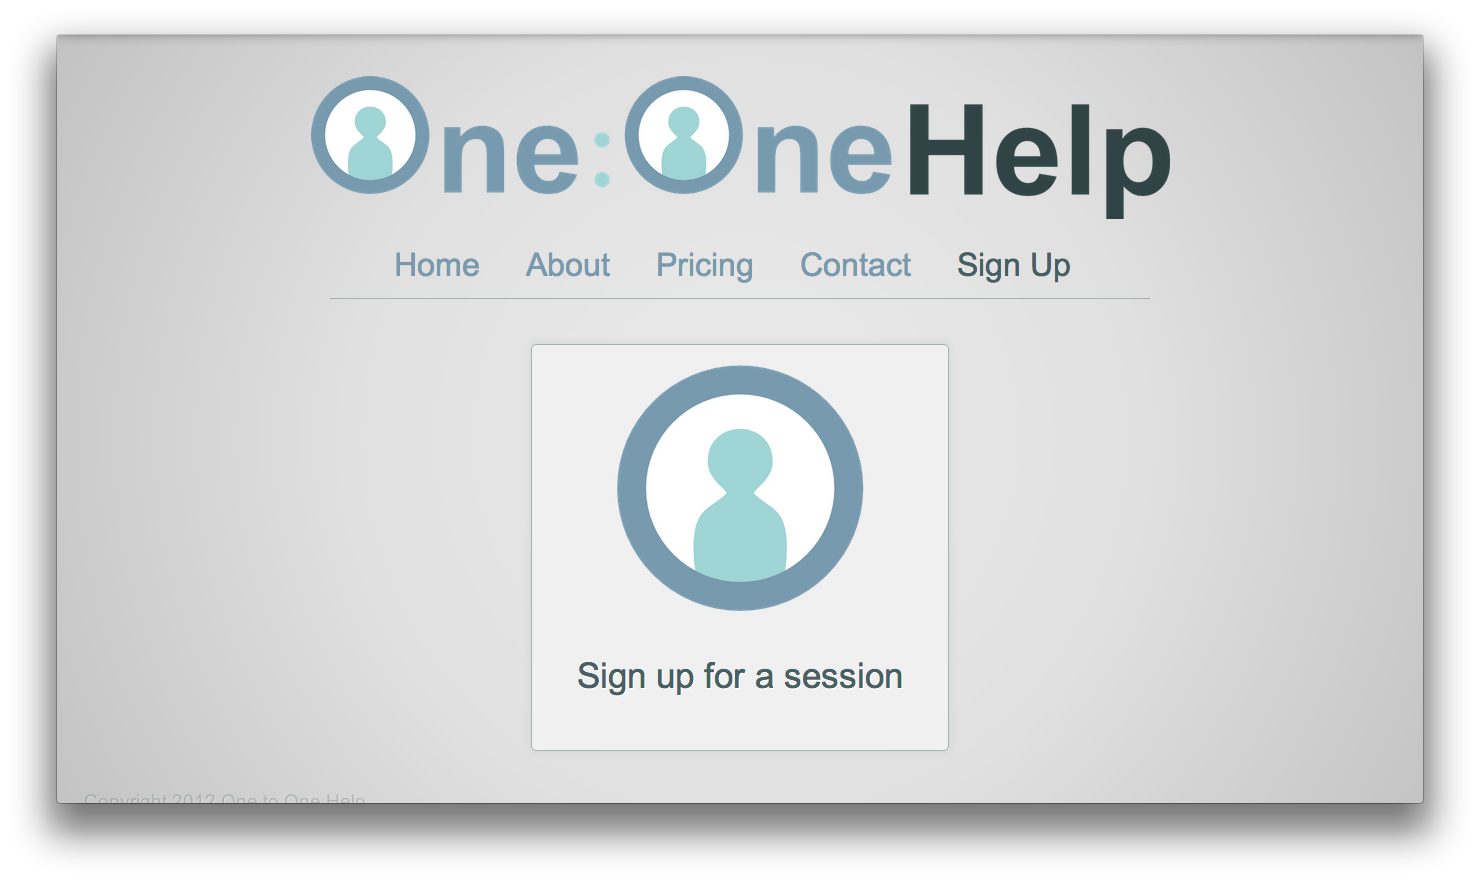 One:OneHelp
Home About Pricing Contact Sign Up
Sign up for a session
Copyright 2012 One to One Help